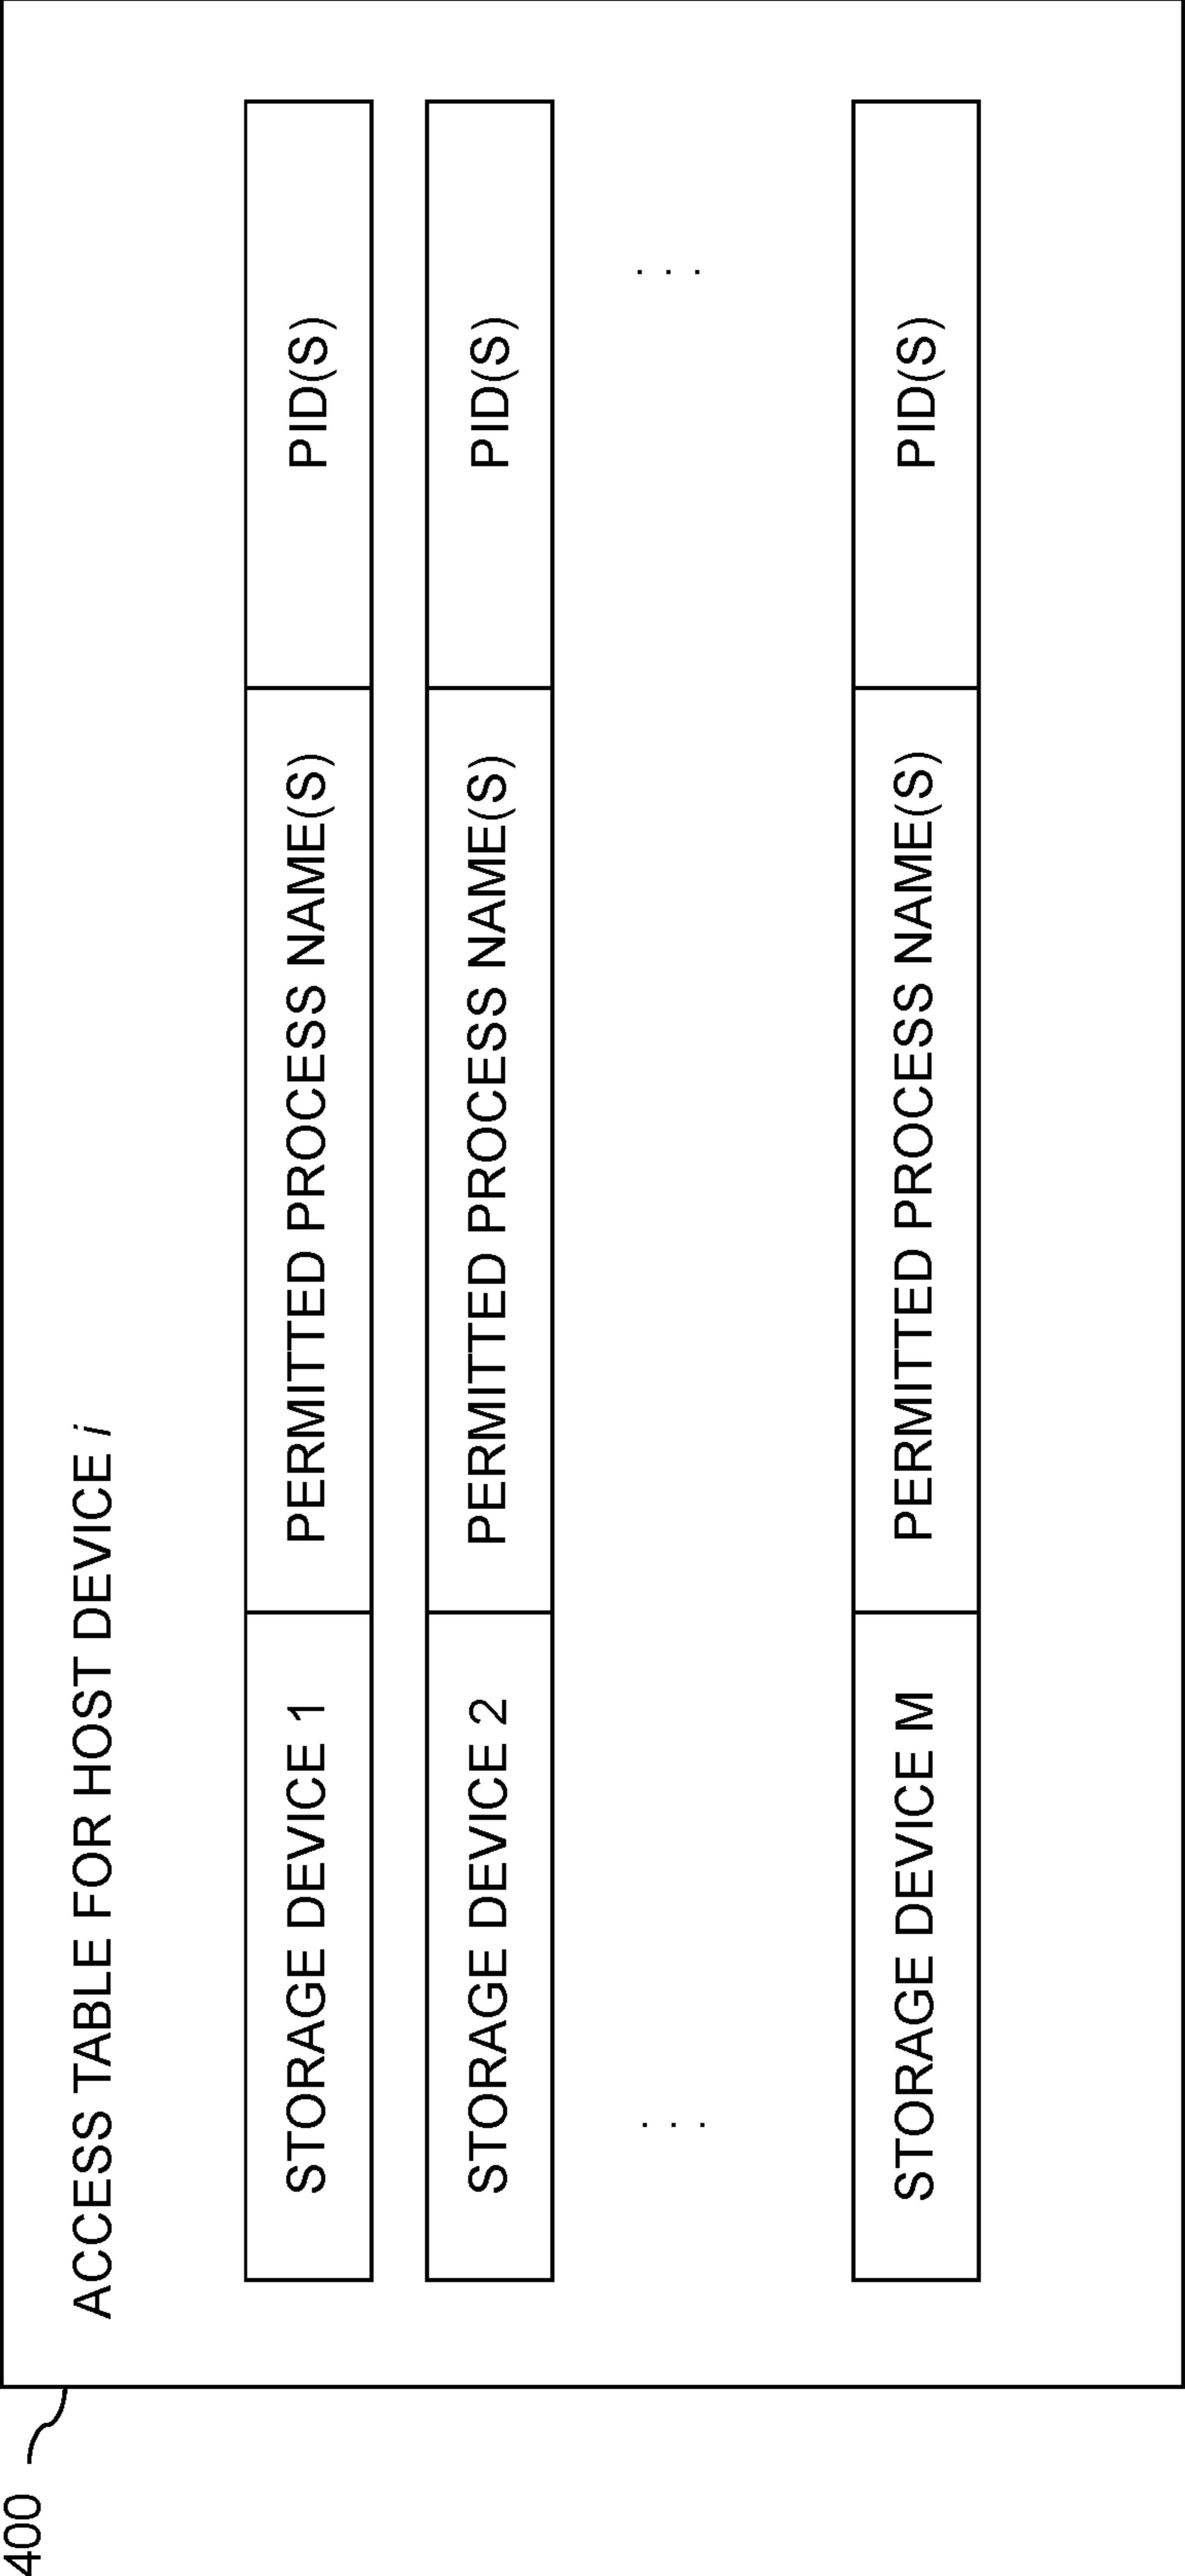 400
ACCESS TABLE FOR HOST DEVICE i
STORAGE DEVICE 1 PERMITTED PROCESS NAME(S) PID(S)
STORAGE DEVICE 2 PERMITTED PROCESS NAME(S) PID(S)
. . . . . .
STORAGE DEVICE M PERMITTED PROCESS NAME(S) PID(S)